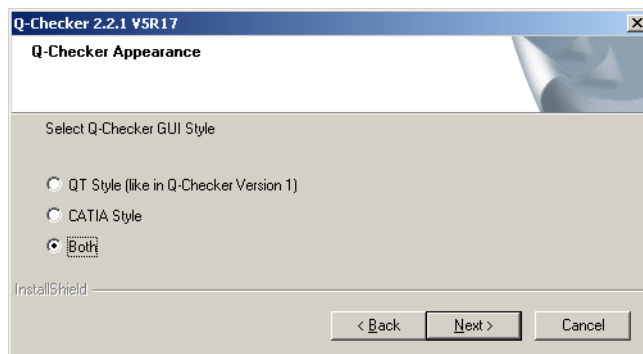 Q-Checker 2.2.1 V5R17
Q-Checker Appearance
Select Q-Checker GUI Style
QT Style (like in Q-Checker Version 1)
CATIA Style
Both
InstallShield
< Back
Next >
Cancel